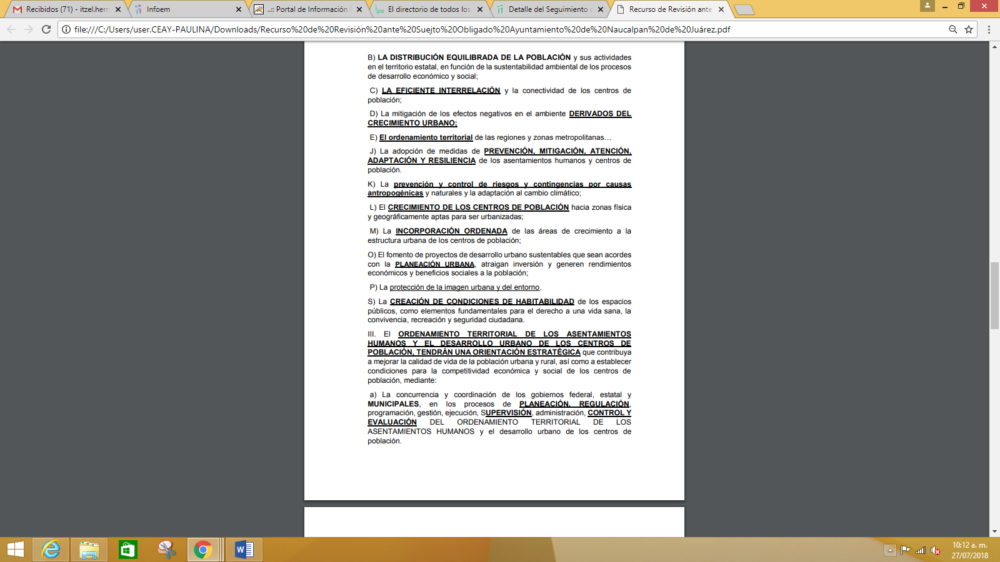 Recibidos (71) - itzel.hern
Infoem
..:: Portal de Información
El directorio de todos los
Detalle del Seguimiento
Recurso de Revisión ante
file:///C:/Users/user.CEAY-PAULINA/Downloads/Recurso%20de%20Revisión%20ante%20Suejto%20Obligado%20Ayuntamiento%20de%20Naucalpan%20de%20Juárez.pdf
B) LA DISTRIBUCIÓN EQUILIBRADA DE LA POBLACIÓN y sus actividades
en el territorio estatal, en función de la sustentabilidad ambiental de los procesos
de desarrollo económico y social;
C) LA EFICIENTE INTERRELACIÓN y la conectividad de los centros de
población;
D) La mitigación de los efectos negativos en el ambiente DERIVADOS DEL
CRECIMIENTO URBANO;
E) El ordenamiento territorial de las regiones y zonas metropolitanas…
J) La adopción de medidas de PREVENCIÓN, MITIGACIÓN, ATENCIÓN,
ADAPTACIÓN Y RESILIENCIA de los asentamientos humanos y centros de
población.
K) La prevención y control de riesgos y contingencias por causas
antropogénicas y naturales y la adaptación al cambio climático;
L) El CRECIMIENTO DE LOS CENTROS DE POBLACIÓN hacia zonas física
y geográficamente aptas para ser urbanizadas;
M) La INCORPORACIÓN ORDENADA de las áreas de crecimiento a la
estructura urbana de los centros de población;
O) El fomento de proyectos de desarrollo urbano sustentables que sean acordes
con la PLANEACIÓN URBANA, atraigan inversión y generen rendimientos
económicos y beneficios sociales a la población;
P) La protección de la imagen urbana y del entorno.
S) La CREACIÓN DE CONDICIONES DE HABITABILIDAD de los espacios
públicos, como elementos fundamentales para el derecho a una vida sana, la
convivencia, recreación y seguridad ciudadana.
III. El ORDENAMIENTO TERRITORIAL DE LOS ASENTAMIENTOS
HUMANOS Y EL DESARROLLO URBANO DE LOS CENTROS DE
POBLACIÓN, TENDRÁN UNA ORIENTACIÓN ESTRATÉGICA que contribuya
a mejorar la calidad de vida de la población urbana y rural, así como a establecer
condiciones para la competitividad económica y social de los centros de
población, mediante:
a) La concurrencia y coordinación de los gobiernos federal, estatal y
MUNICIPALES, en los procesos de PLANEACIÓN, REGULACIÓN,
programación, gestión, ejecución, SUPERVISIÓN, administración, CONTROL Y
EVALUACIÓN DEL ORDENAMIENTO TERRITORIAL DE LOS
ASENTAMIENTOS HUMANOS y el desarrollo urbano de los centros de
población.
10:12 a. m.
27/07/2018